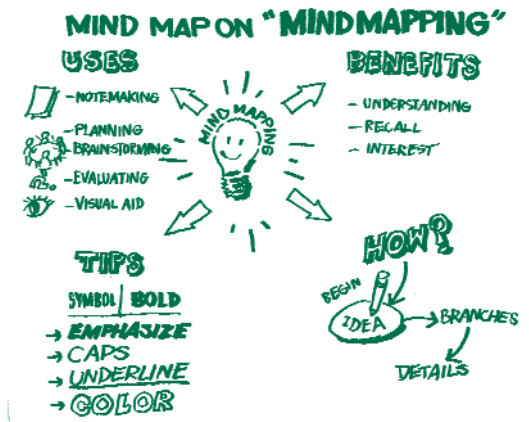 MIND MAP ON "MINDMAPPING"
USES
- NOTEMAKING
- PLANNING
- BRAINSTORMING
- EVALUATING
- VISUAL AID
MIND MAPPING
BENEFITS
- UNDERSTANDING
- RECALL
- INTEREST
TIPS
SYMBOL | BOLD
→ EMPHASIZE
→ CAPS
→ UNDERLINE
→ COLOR
HOW?
BEGIN
IDEA
→ BRANCHES
DETAILS